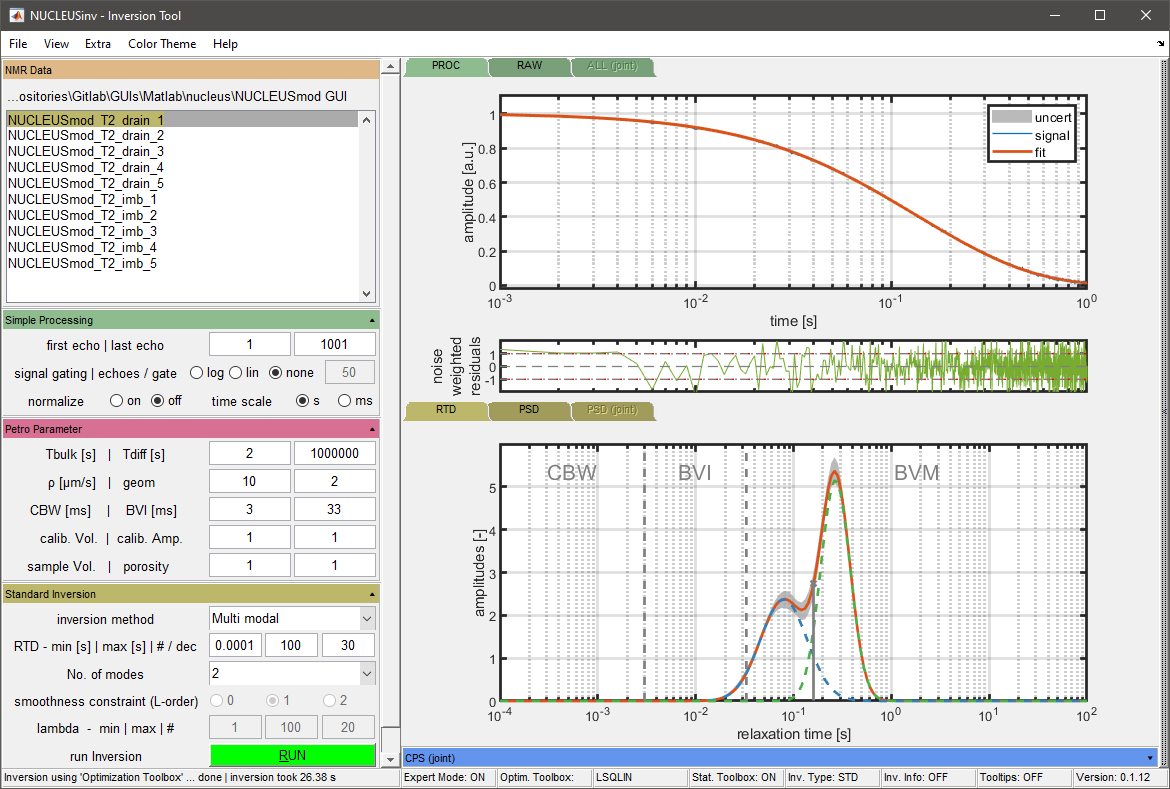 NUCLEUSinv - Inversion Tool
File View Extra Color Theme Help
NMR Data
...ositories\Gitlab\GUIs\Matlab\nucleus\NUCLEUSmod GUI
NUCLEUSmod_T2_drain_1
NUCLEUSmod_T2_drain_2
NUCLEUSmod_T2_drain_3
NUCLEUSmod_T2_drain_4
NUCLEUSmod_T2_drain_5
NUCLEUSmod_T2_imb_1
NUCLEUSmod_T2_imb_2
NUCLEUSmod_T2_imb_3
NUCLEUSmod_T2_imb_4
NUCLEUSmod_T2_imb_5
Simple Processing
first echo | last echo 1 1001
signal gating | echoes / gate log lin none 50
normalize on off time scale s ms
Petro Parameter
Tbulk [s] | Tdiff [s] 2 1000000
ρ [µm/s] | geom 10 2
CBW [ms] | BVI [ms] 3 33
calib. Vol. | calib. Amp. 1 1
sample Vol. | porosity 1 1
Standard Inversion
inversion method Multi modal
RTD - min [s] | max [s] | # / dec 0.0001 100 30
No. of modes 2
smoothness constraint (L-order) 0 1 2
lambda - min | max | # 1 100 20
run Inversion RUN
PROC RAW ALL (joint)
amplitude [a.u.]
1
0.8
0.6
0.4
0.2
0
10^-3 10^-2 10^-1 10^0
time [s]
uncert
signal
fit
noise
weighted
residuals
1
0
-1
RTD PSD PSD (joint)
amplitudes [-]
5
4
3
2
1
0
CBW BVI BVM
10^-4 10^-3 10^-2 10^-1 10^0 10^1 10^2
relaxation time [s]
CPS (joint)
Inversion using 'Optimization Toolbox' ... done | inversion took 26.38 s Expert Mode: ON Optim. Toolbox: LSQLIN Stat. Toolbox: ON Inv. Type: STD Inv. Info: OFF Tooltips: OFF Version: 0.1.12